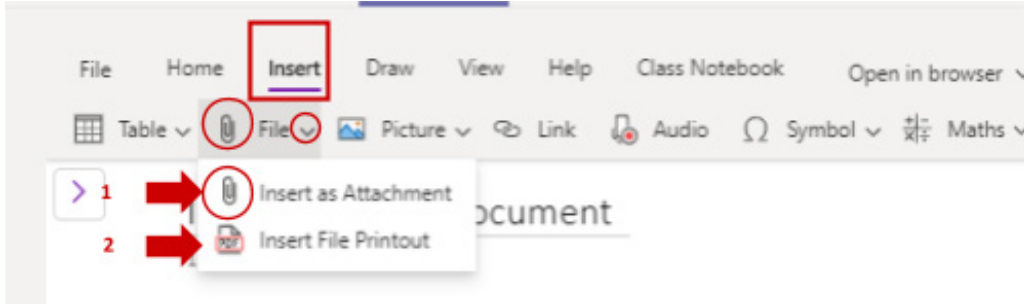 File Home Insert Draw View Help Class Notebook Open in browser
Table File Picture Link Audio Ω Symbol Maths
1 Insert as Attachment
ocument
2 PDF Insert File Printout